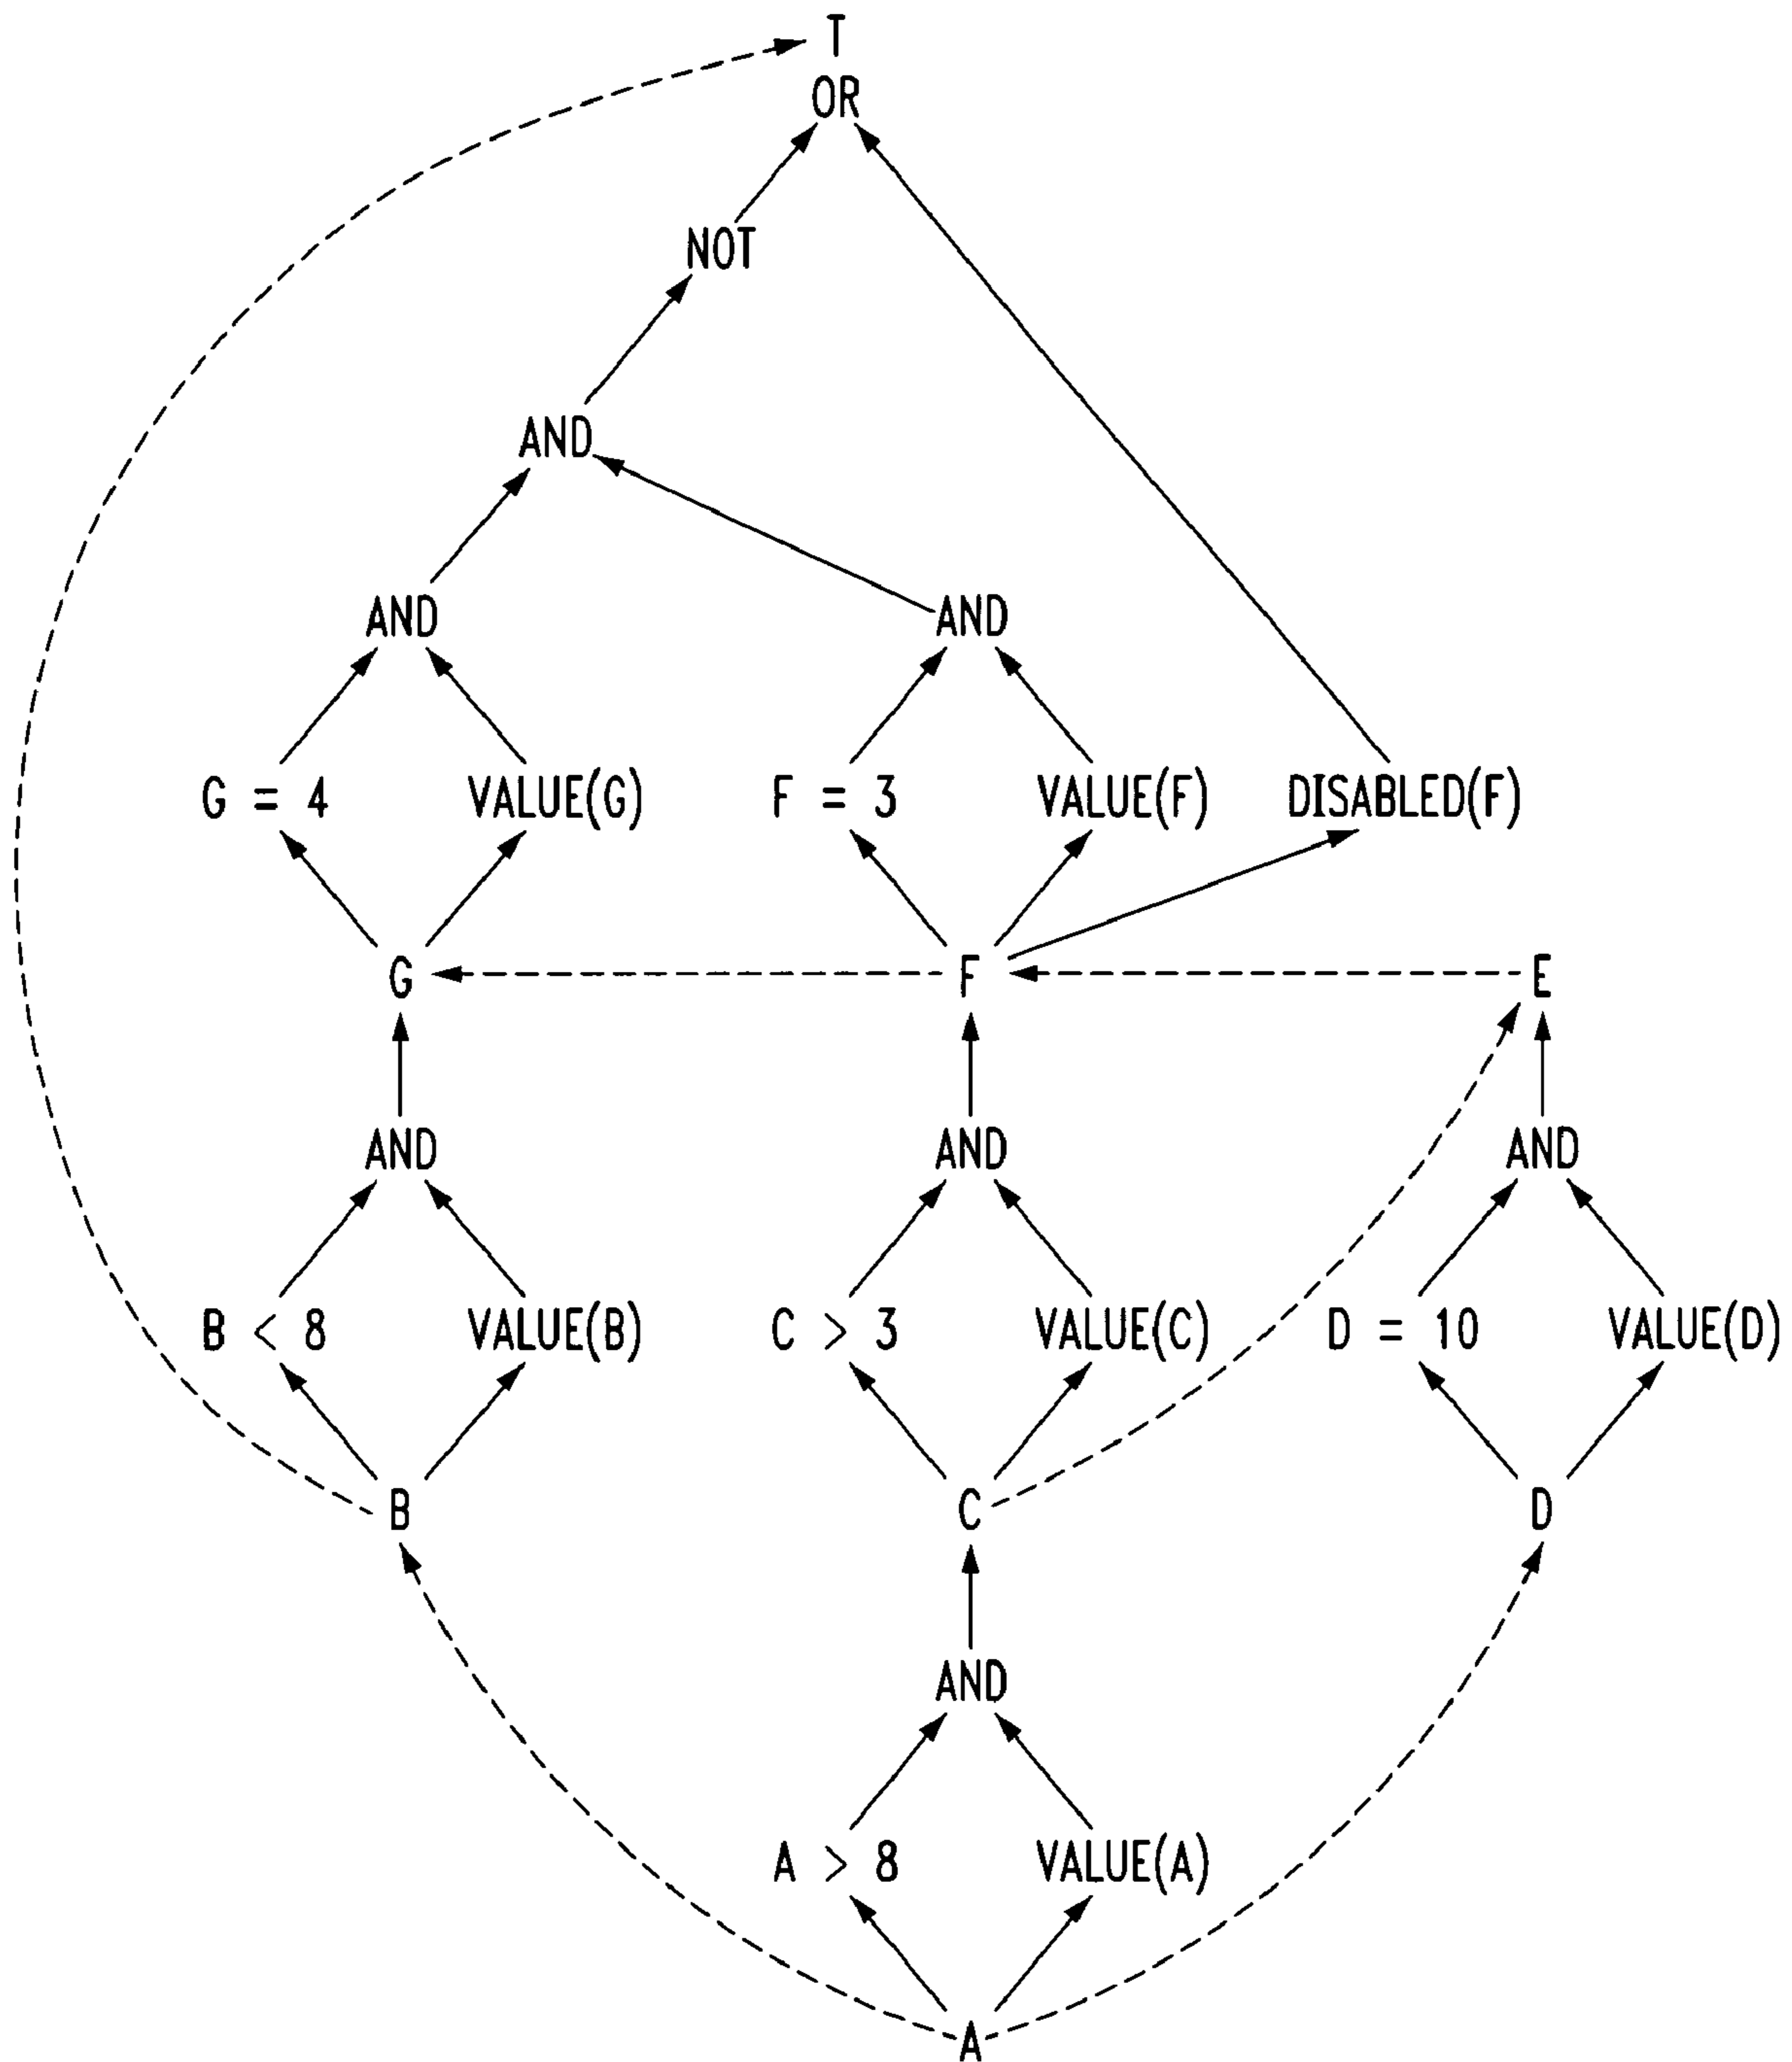 T
OR
NOT
AND
AND AND
G = 4 VALUE(G) F = 3 VALUE(F) DISABLED(F)
G F E
AND AND AND
B < 8 VALUE(B) C > 3 VALUE(C) D = 10 VALUE(D)
B C D
AND
A > 8 VALUE(A)
A